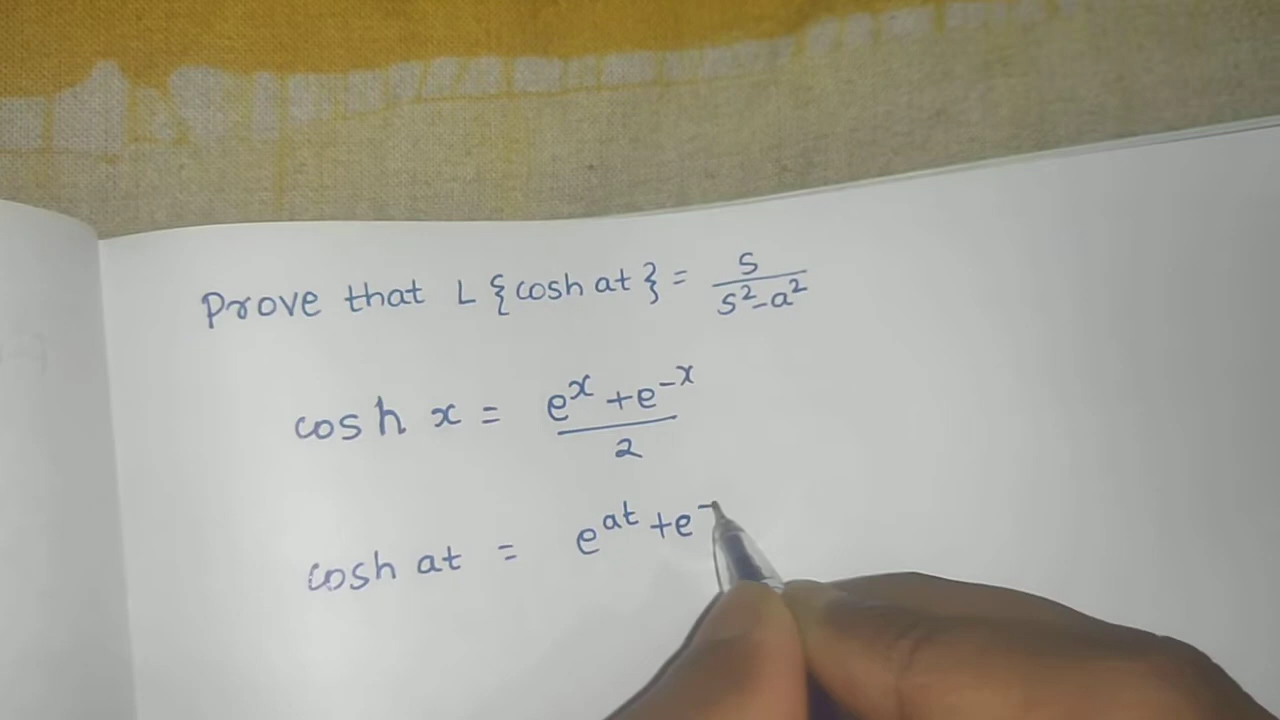 Prove that L{cosh at} = s/(s²-a²)
cosh x = (e^x + e^-x)/2
cosh at = e^at + e^-